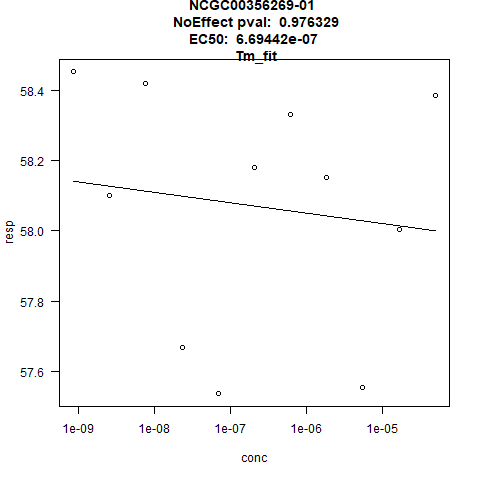 NCGC00356269-01
NoEffect pval: 0.976329
EC50: 6.69442e-07
Tm_fit
58.4
58.2
58.0
57.8
57.6
resp
1e-09 1e-08 1e-07 1e-06 1e-05
conc